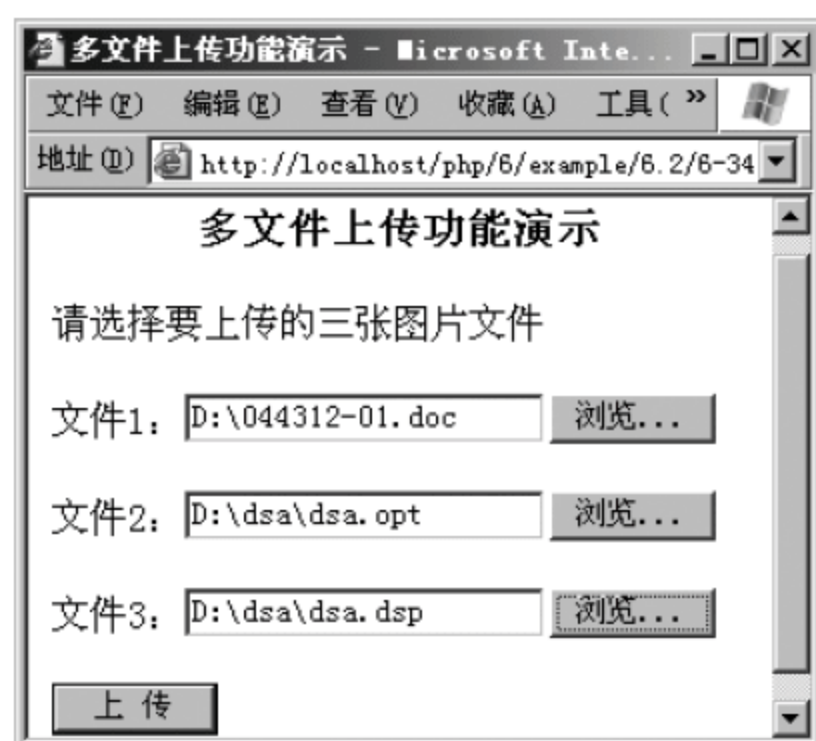 多文件上传功能演示 - Microsoft Inte...
文件(F) 编辑(E) 查看(V) 收藏(A) 工具( »
地址(D) http://localhost/php/6/example/6.2/6-34
多文件上传功能演示
请选择要上传的三张图片文件
文件1: D:\044312-01.doc 浏览...
文件2: D:\dsa\dsa.opt 浏览...
文件3: D:\dsa\dsa.dsp 浏览...
上 传